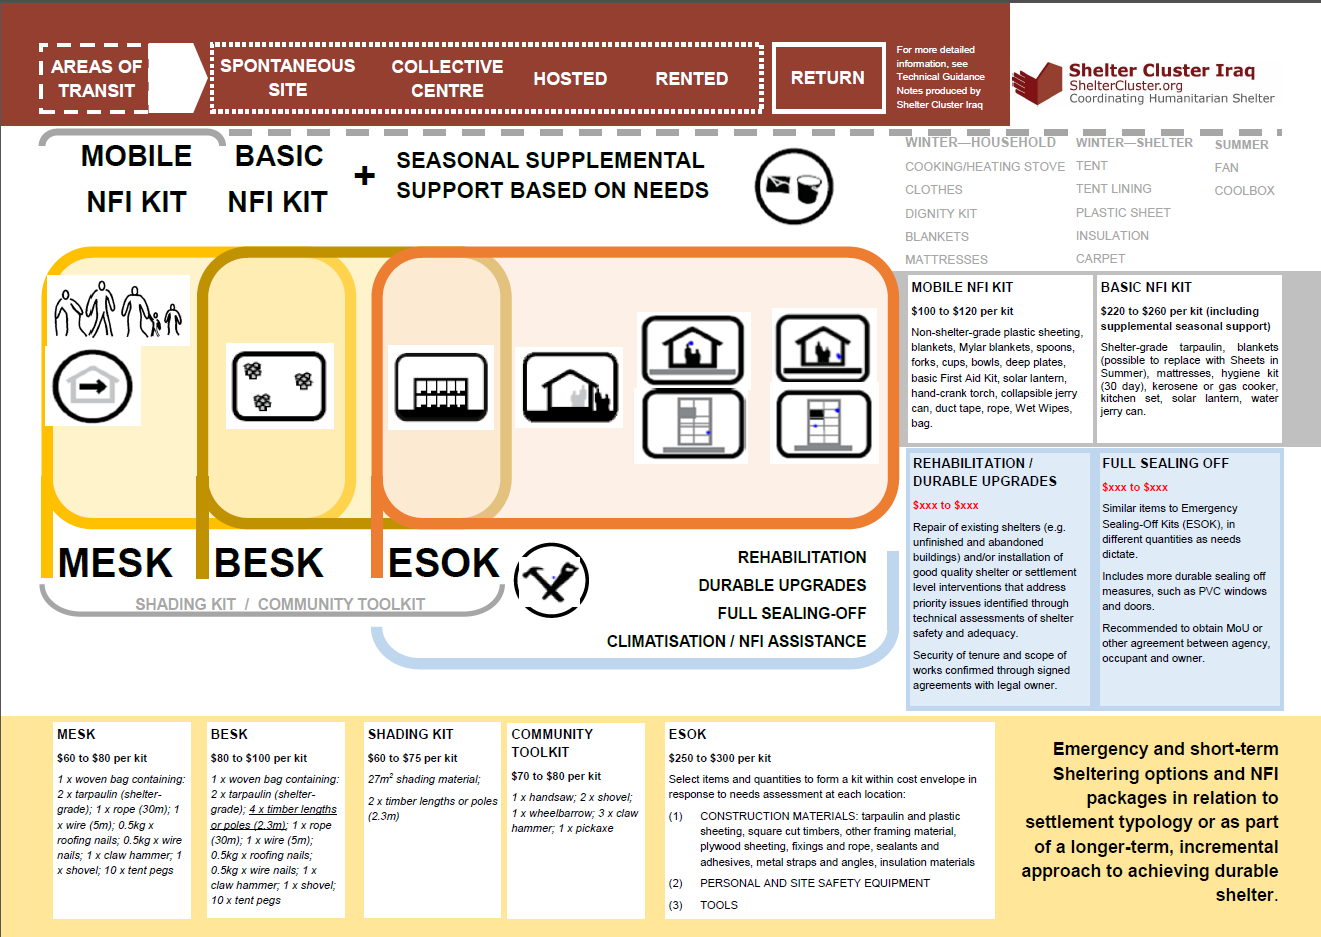 AREAS OF
TRANSIT
SPONTANEOUS
SITE
COLLECTIVE
CENTRE
HOSTED
RENTED
RETURN
For more detailed
information, see
Technical Guidance
Notes produced by
Shelter Cluster Iraq
Shelter Cluster Iraq
ShelterCluster.org
Coordinating Humanitarian Shelter
MOBILE
NFI KIT
BASIC
NFI KIT
+
SEASONAL SUPPLEMENTAL
SUPPORT BASED ON NEEDS
WINTER—HOUSEHOLD
COOKING/HEATING STOVE
CLOTHES
DIGNITY KIT
BLANKETS
MATTRESSES
WINTER—SHELTER
TENT
TENT LINING
PLASTIC SHEET
INSULATION
CARPET
SUMMER
FAN
COOLBOX
MOBILE NFI KIT
$100 to $120 per kit
Non-shelter-grade plastic sheeting,
blankets, Mylar blankets, spoons,
forks, cups, bowls, deep plates,
basic First Aid Kit, solar lantern,
hand-crank torch, collapsible jerry
can, duct tape, rope, Wet Wipes,
bag.
BASIC NFI KIT
$220 to $260 per kit (including
supplemental seasonal support)
Shelter-grade tarpaulin, blankets
(possible to replace with Sheets in
Summer), mattresses, hygiene kit
(30 day), kerosene or gas cooker,
kitchen set, solar lantern, water
jerry can.
MESK
BESK
ESOK
SHADING KIT / COMMUNITY TOOLKIT
REHABILITATION
DURABLE UPGRADES
FULL SEALING-OFF
CLIMATISATION / NFI ASSISTANCE
REHABILITATION /
DURABLE UPGRADES
$xxx to $xxx
Repair of existing shelters (e.g.
unfinished and abandoned
buildings) and/or installation of
good quality shelter or settlement
level interventions that address
priority issues identified through
technical assessments of shelter
safety and adequacy.
Security of tenure and scope of
works confirmed through signed
agreements with legal owner.
FULL SEALING OFF
$xxx to $xxx
Similar items to Emergency
Sealing-Off Kits (ESOK), in
different quantities as needs
dictate.
Includes more durable sealing off
measures, such as PVC windows
and doors.
Recommended to obtain MoU or
other agreement between agency,
occupant and owner.
MESK
$60 to $80 per kit
1 x woven bag containing:
2 x tarpaulin (shelter-
grade); 1 x rope (30m); 1
x wire (5m); 0.5kg x
roofing nails; 0.5kg x wire
nails; 1 x claw hammer; 1
x shovel; 10 x tent pegs
BESK
$80 to $100 per kit
1 x woven bag containing:
2 x tarpaulin (shelter-
grade); 4 x timber lengths
or poles (2.3m); 1 x rope
(30m); 1 x wire (5m);
0.5kg x roofing nails;
0.5kg x wire nails; 1 x
claw hammer; 1 x shovel;
10 x tent pegs
SHADING KIT
$60 to $75 per kit
27m² shading material;
2 x timber lengths or poles
(2.3m)
COMMUNITY
TOOLKIT
$70 to $80 per kit
1 x handsaw; 2 x shovel;
1 x wheelbarrow; 3 x claw
hammer; 1 x pickaxe
ESOK
$250 to $300 per kit
Select items and quantities to form a kit within cost envelope in
response to needs assessment at each location:
(1) CONSTRUCTION MATERIALS: tarpaulin and plastic
sheeting, square cut timbers, other framing material,
plywood sheeting, fixings and rope, sealants and
adhesives, metal straps and angles, insulation materials
(2) PERSONAL AND SITE SAFETY EQUIPMENT
(3) TOOLS
Emergency and short-term
Sheltering options and NFI
packages in relation to
settlement typology or as part
of a longer-term, incremental
approach to achieving durable
shelter.